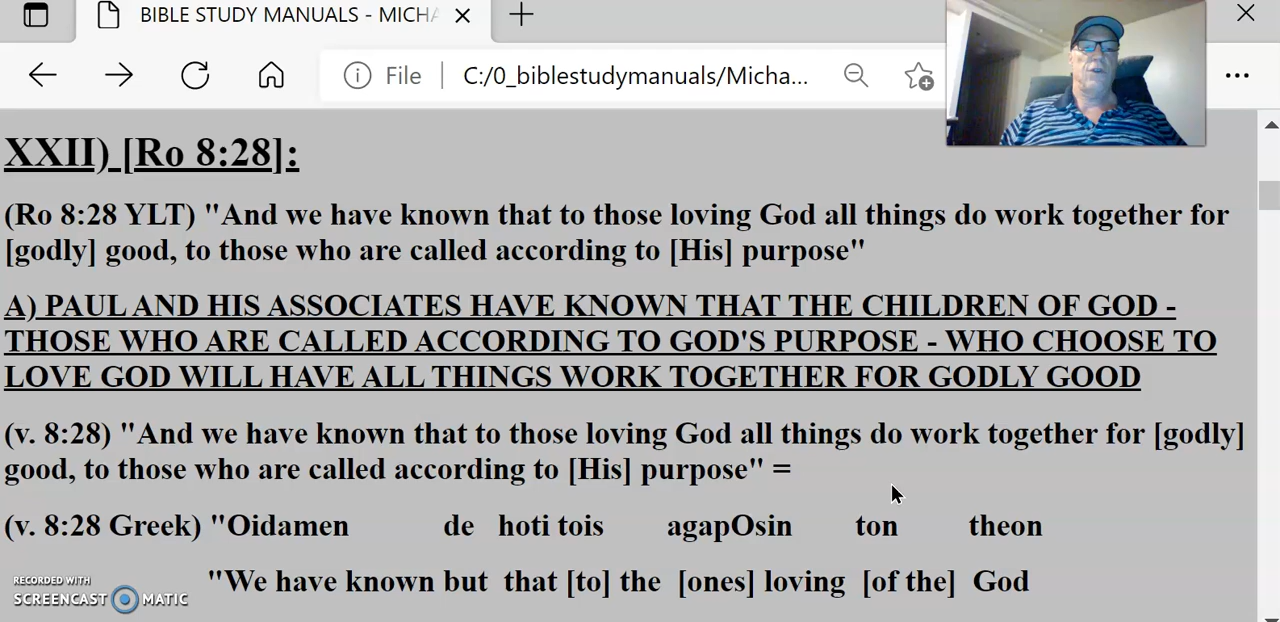 BIBLE STUDY MANUALS - MICHA
File
C:/0_biblestudymanuals/Micha...
XXII) [Ro 8:28]:
(Ro 8:28 YLT) "And we have known that to those loving God all things do work together for
[godly] good, to those who are called according to [His] purpose"
A) PAUL AND HIS ASSOCIATES HAVE KNOWN THAT THE CHILDREN OF GOD -
THOSE WHO ARE CALLED ACCORDING TO GOD'S PURPOSE - WHO CHOOSE TO
LOVE GOD WILL HAVE ALL THINGS WORK TOGETHER FOR GODLY GOOD
(v. 8:28) "And we have known that to those loving God all things do work together for [godly]
good, to those who are called according to [His] purpose" =
(v. 8:28 Greek) "Oidamen de hoti tois agapOsin ton theon
"We have known but that [to] the [ones] loving [of the] God
RECORDED WITH
SCREENCAST MATIC